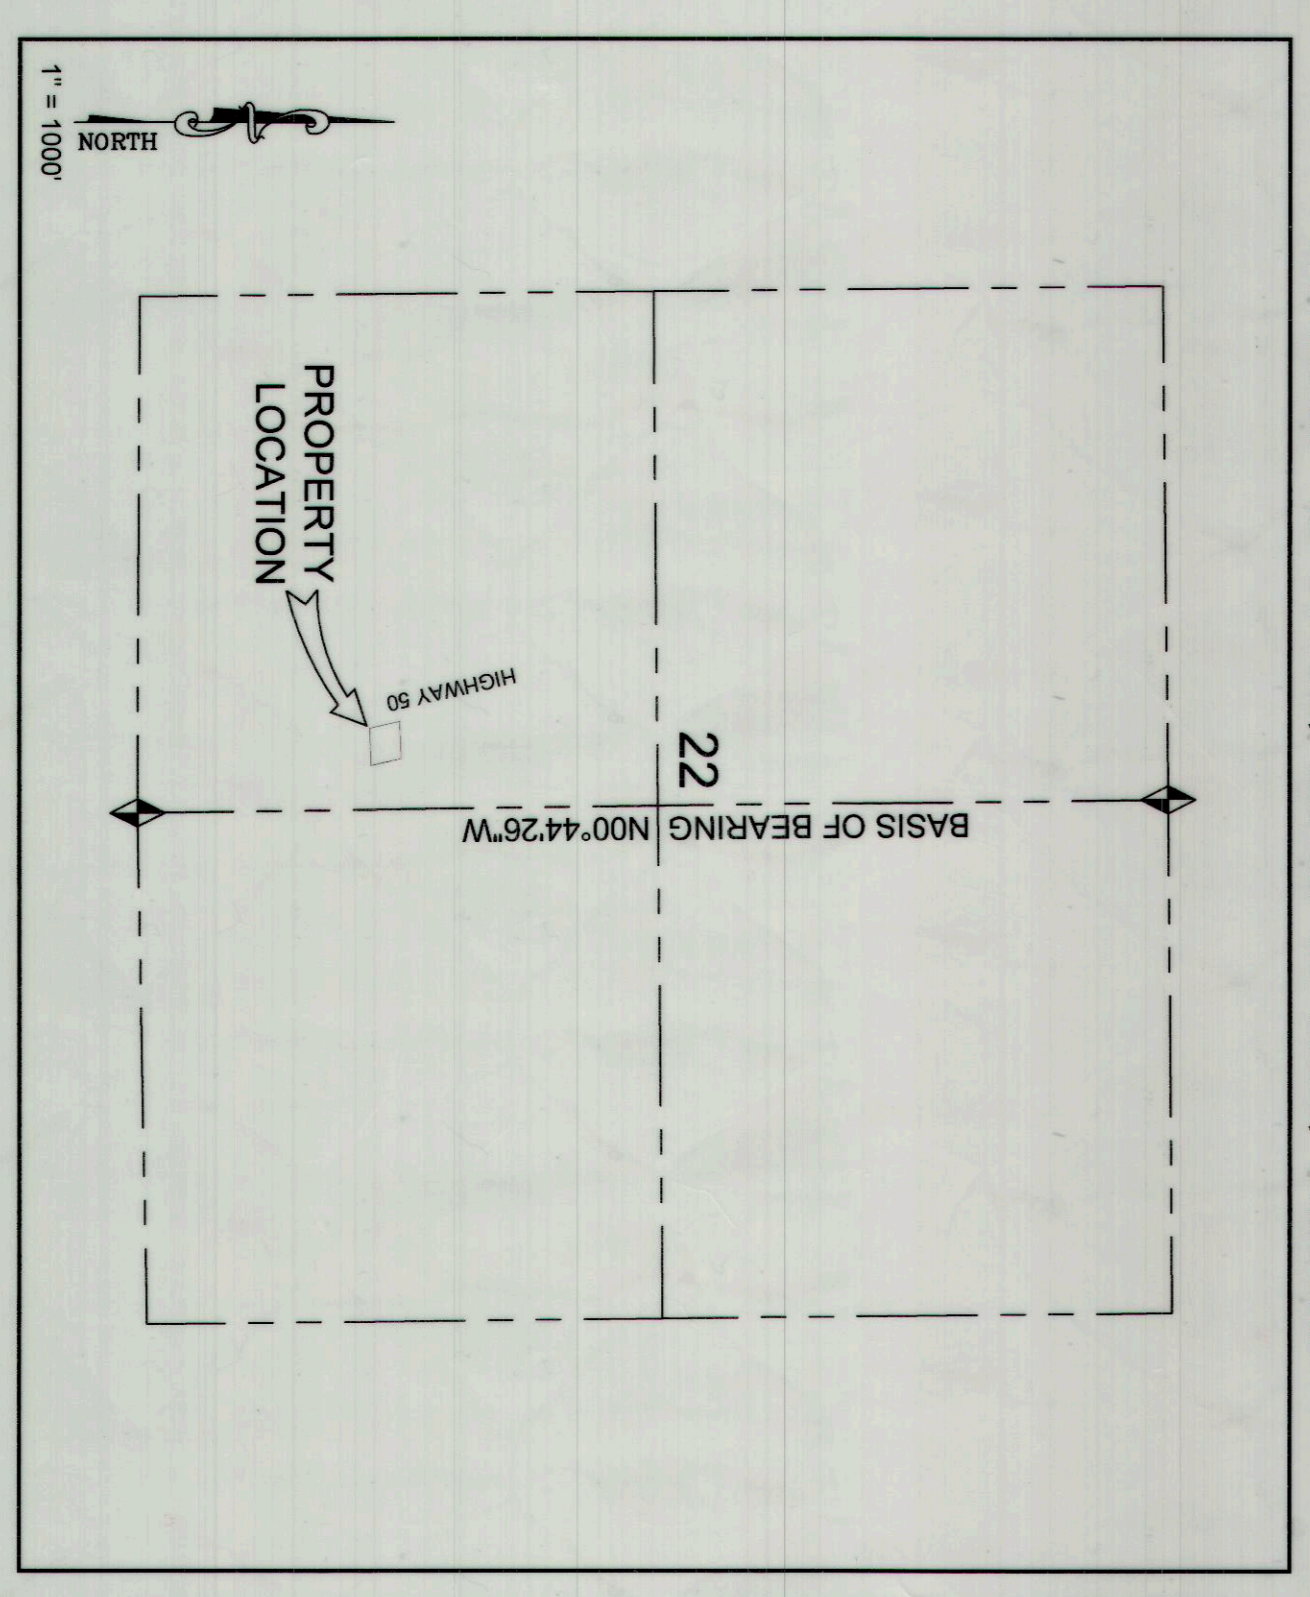 1" = 1000'
NORTH
PROPERTY
LOCATION
HIGHWAY 50
22
BASIS OF BEARING N00°44'26"W